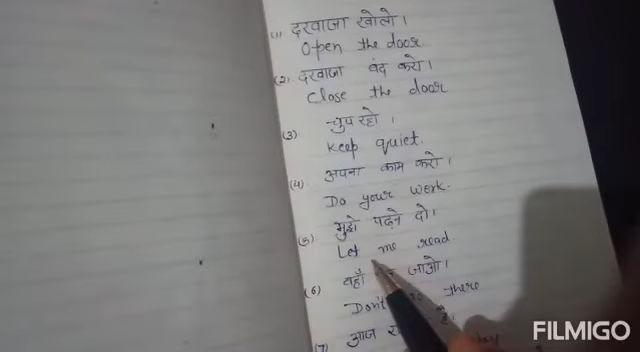 (1) दरवाजा खोलो ।
Open the door.
(2) दरवाजा बंद करो ।
Close the door
(3) चुप रहो ।
Keep quiet.
(4) अपना काम करो ।
Do your work.
(5) मुझे पढ़ने दो ।
Let me read
(6) वहाँ जाओ ।
Don't there
(7) आज है ।
FILMIGO